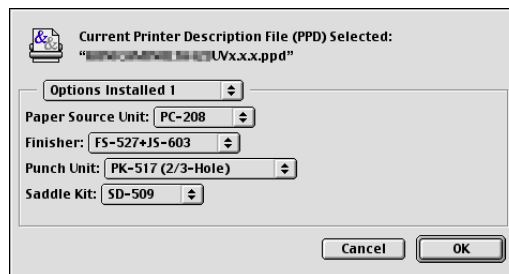 Current Printer Description File (PPD) Selected:
“UVx.x.x.ppd”
Options Installed 1
Paper Source Unit: PC-208
Finisher: FS-527+JS-603
Punch Unit: PK-517 (2/3-Hole)
Saddle Kit: SD-509
Cancel OK